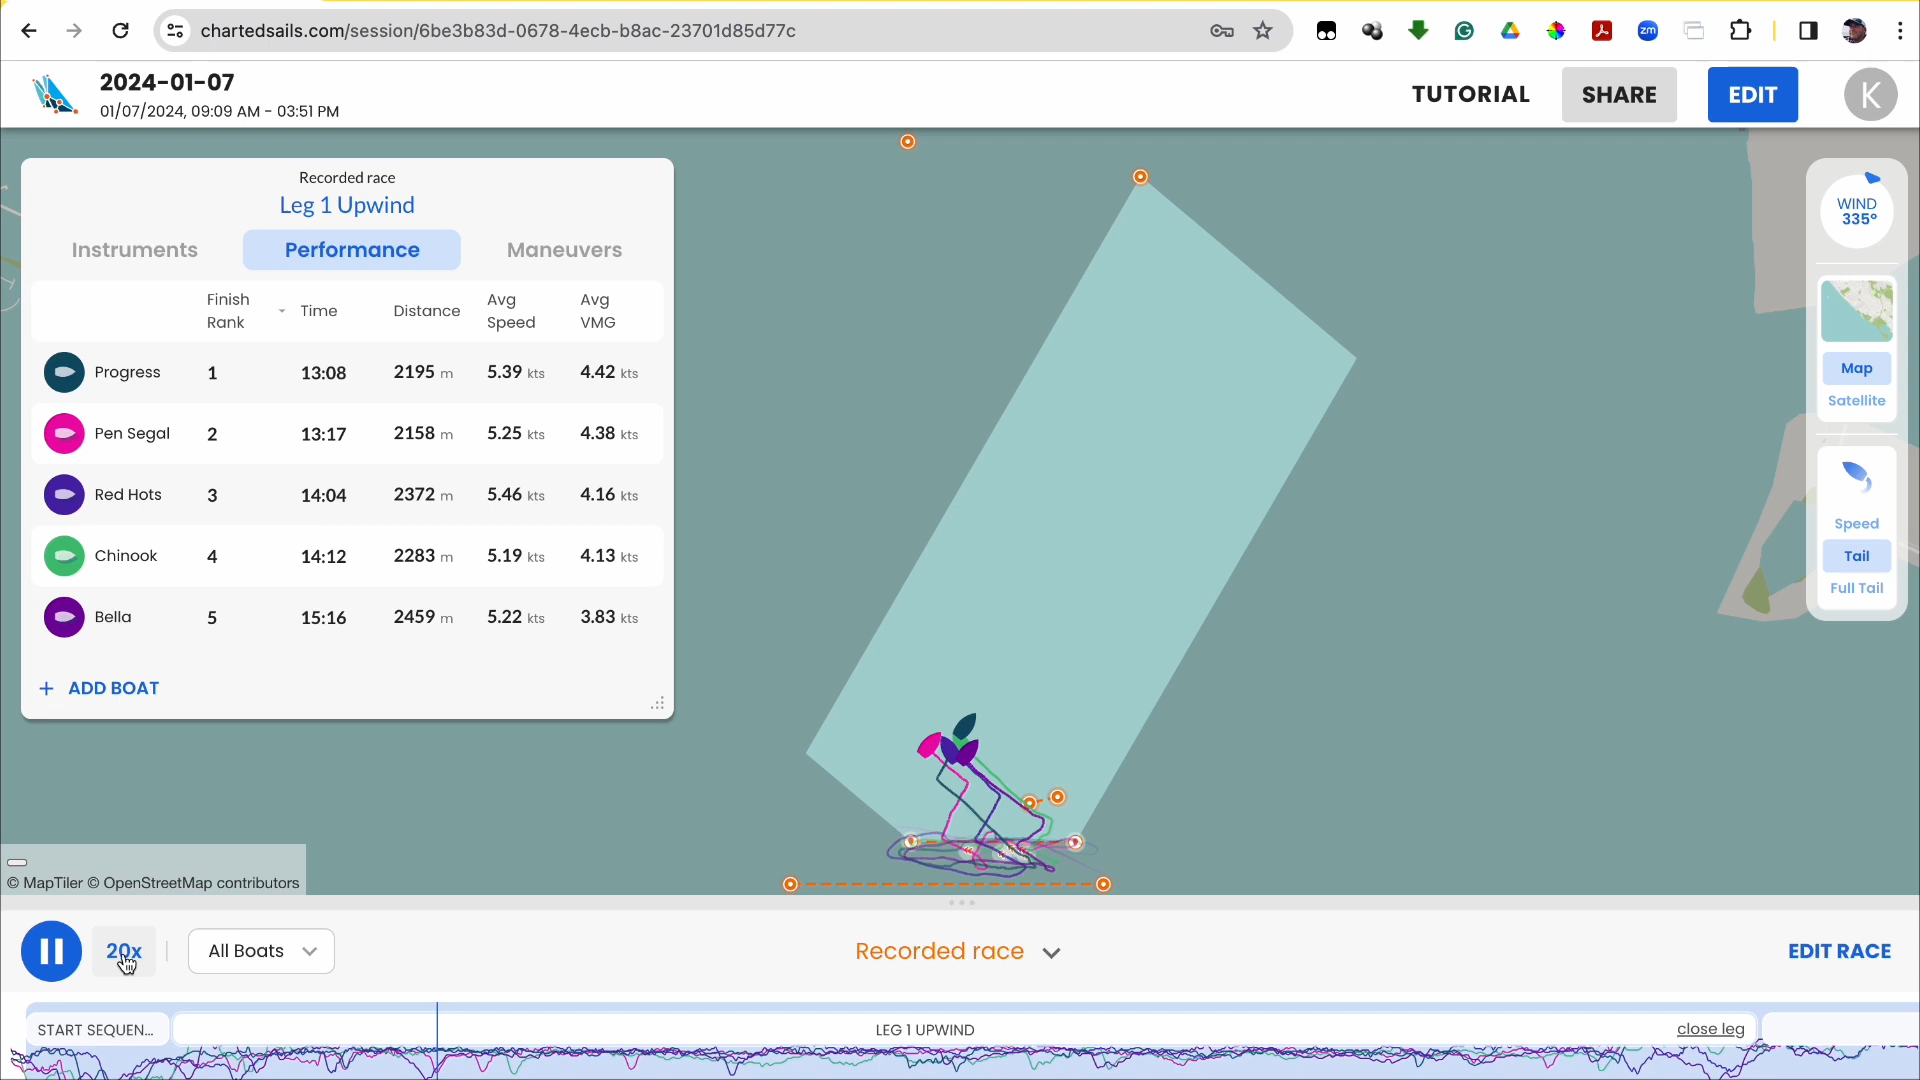 chartedsails.com/session/6be3b83d-0678-4ecb-b8ac-23701d85d77c
zm
2024-01-07
01/07/2024, 09:09 AM - 03:51 PM
TUTORIAL
SHARE
EDIT
K
Recorded race
Leg 1 Upwind
Instruments
Performance
Maneuvers
Finish Rank
Time
Distance
Avg Speed
Avg VMG
Progress 1 13:08 2195 m 5.39 kts 4.42 kts
Pen Segal 2 13:17 2158 m 5.25 kts 4.38 kts
Red Hots 3 14:04 2372 m 5.46 kts 4.16 kts
Chinook 4 14:12 2283 m 5.19 kts 4.13 kts
Bella 5 15:16 2459 m 5.22 kts 3.83 kts
+ ADD BOAT
WIND
335°
Map
Satellite
Speed
Tail
Full Tail
© MapTiler © OpenStreetMap contributors
20x
All Boats
Recorded race
EDIT RACE
START SEQUEN...
LEG 1 UPWIND
close leg